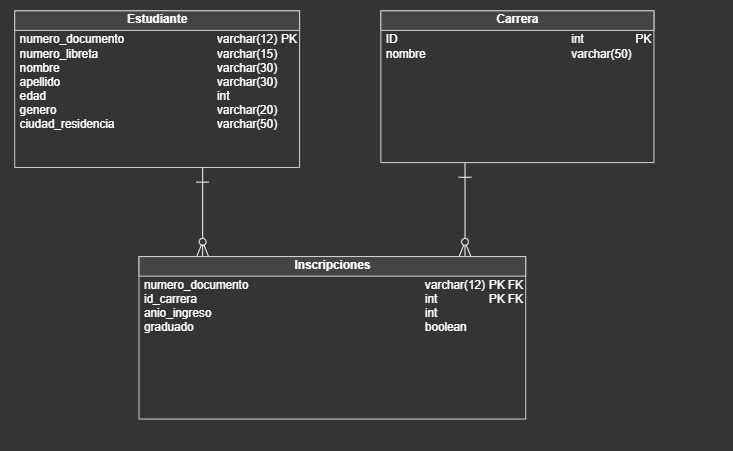 Estudiante
numero_documento varchar(12) PK
numero_libreta varchar(15)
nombre varchar(30)
apellido varchar(30)
edad int
genero varchar(20)
ciudad_residencia varchar(50)
Carrera
ID int PK
nombre varchar(50)
Inscripciones
numero_documento varchar(12) PK FK
id_carrera int PK FK
anio_ingreso int
graduado boolean